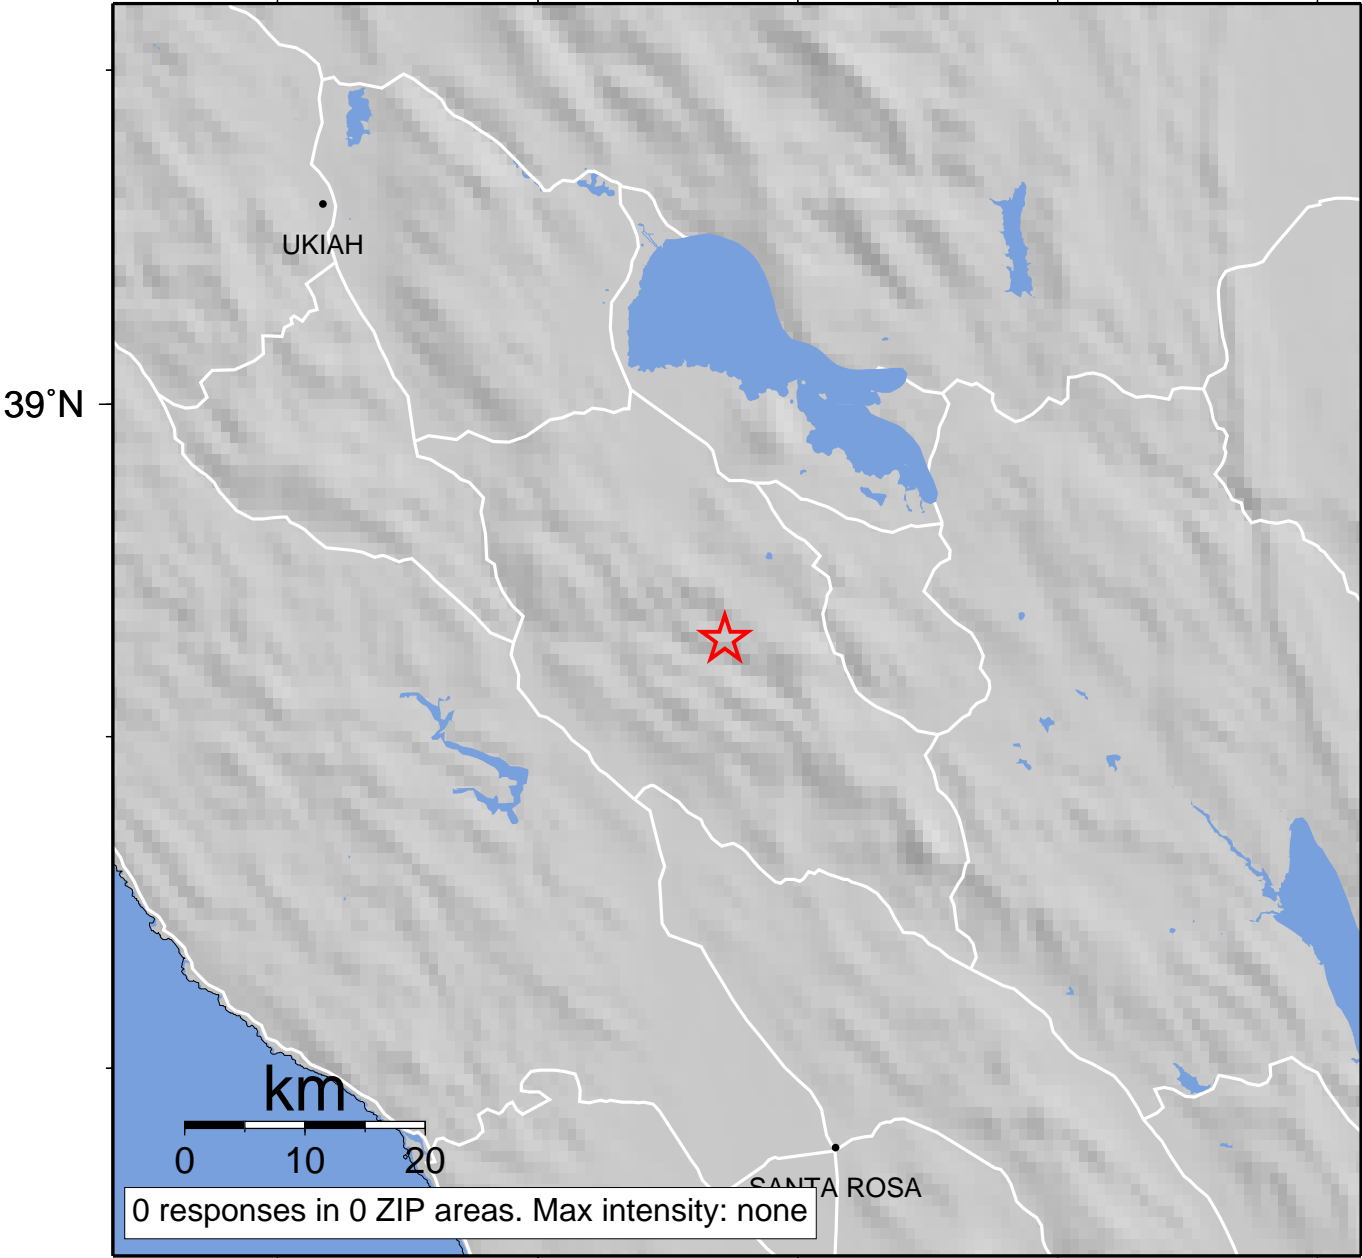 UKIAH
39˚N
km
0 10 20
SANTA ROSA
0 responses in 0 ZIP areas. Max intensity: none